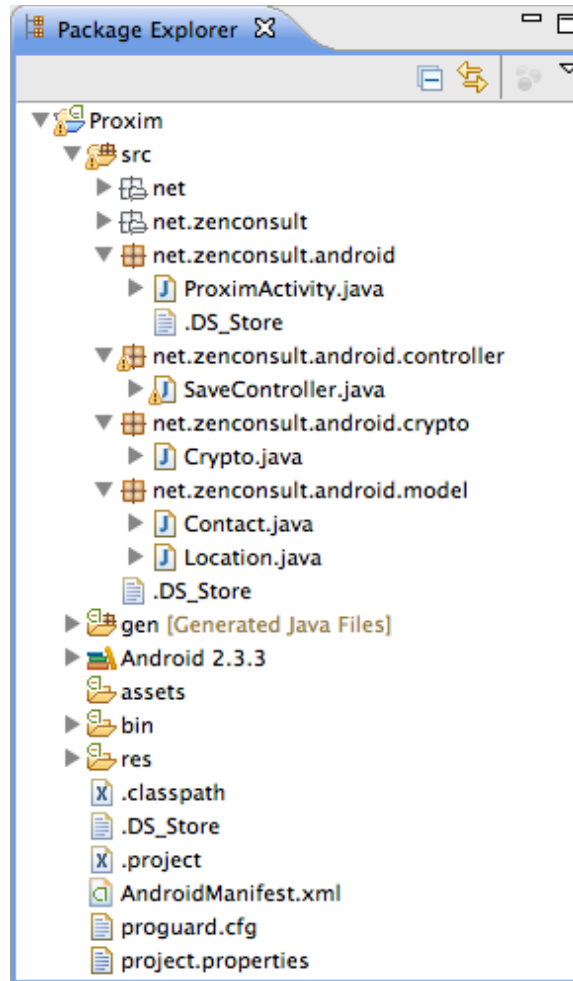 Package Explorer
Proxim
src
net
net.zenconsult
net.zenconsult.android
ProximActivity.java
.DS_Store
net.zenconsult.android.controller
SaveController.java
net.zenconsult.android.crypto
Crypto.java
net.zenconsult.android.model
Contact.java
Location.java
.DS_Store
gen [Generated Java Files]
Android 2.3.3
assets
bin
res
.classpath
.DS_Store
.project
AndroidManifest.xml
proguard.cfg
project.properties